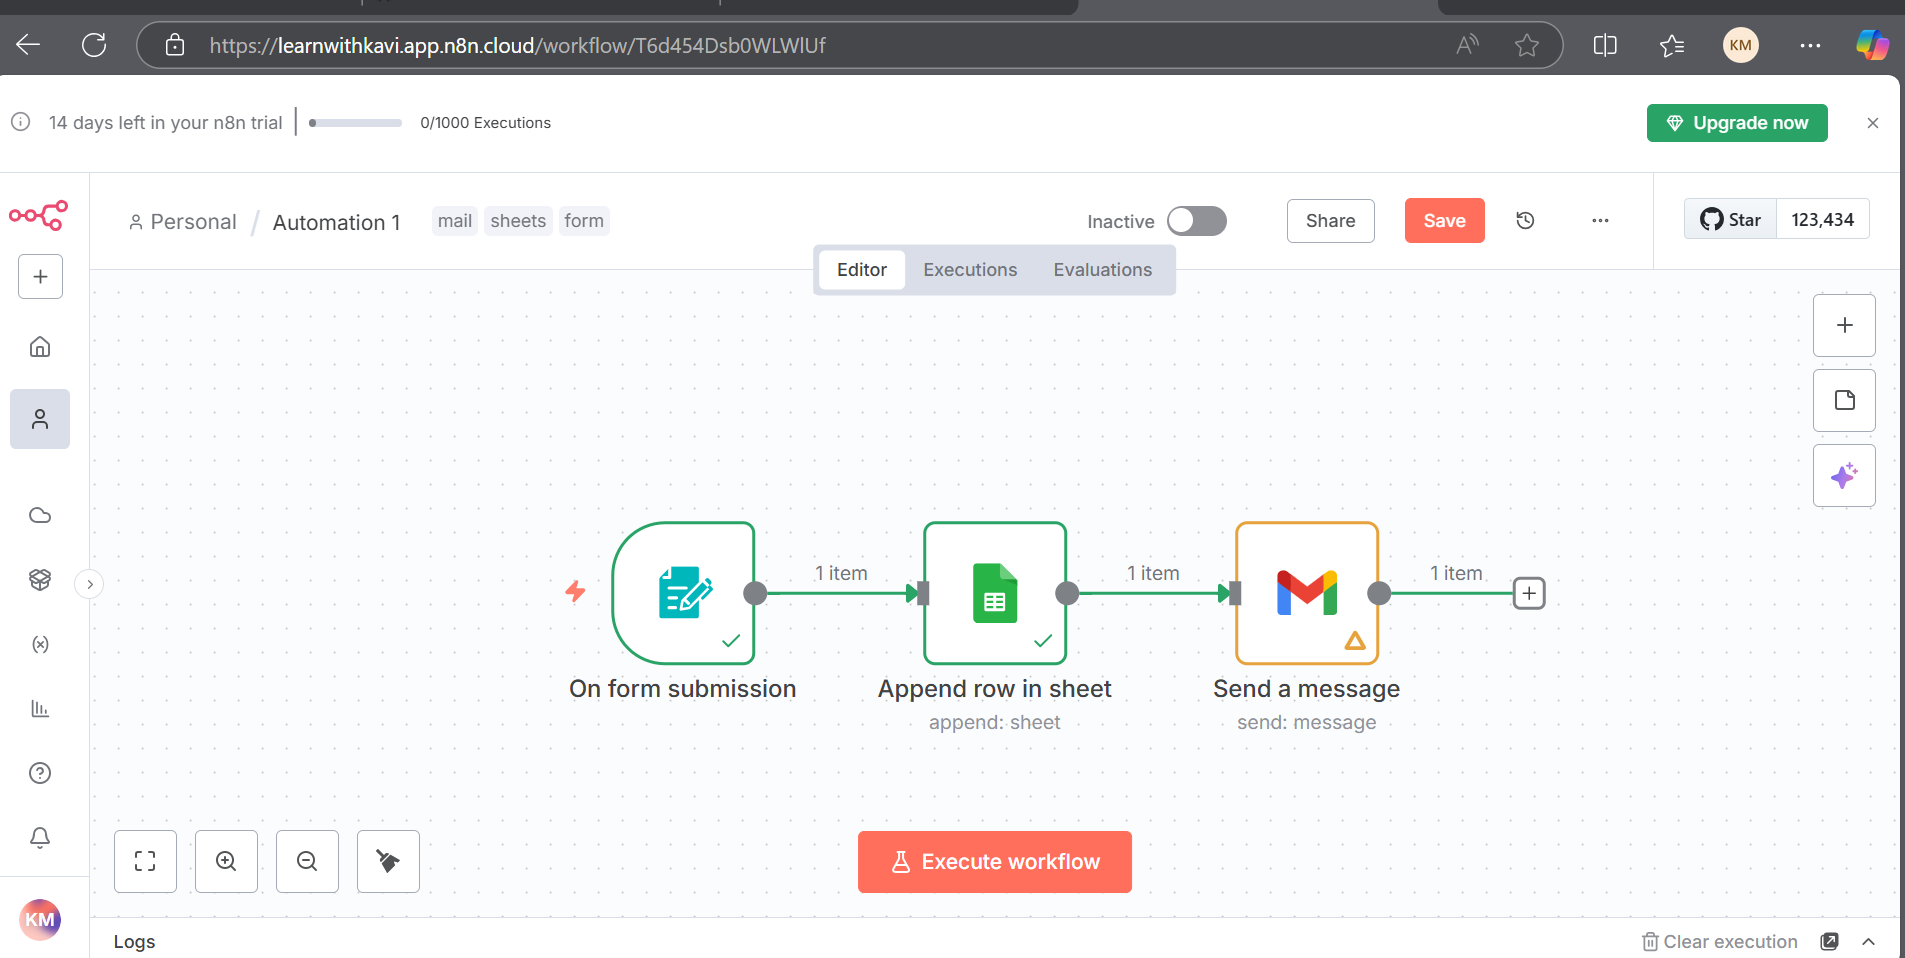 https://learnwithkavi.app.n8n.cloud/workflow/T6d454Dsb0WLWlUf
KM
14 days left in your n8n trial
0/1000 Executions
Upgrade now
Personal / Automation 1
mail sheets form
Inactive
Share
Save
Star 123,434
Editor Executions Evaluations
1 item 1 item 1 item
On form submission
Append row in sheet
append: sheet
Send a message
send: message
Execute workflow
KM
Logs
Clear execution